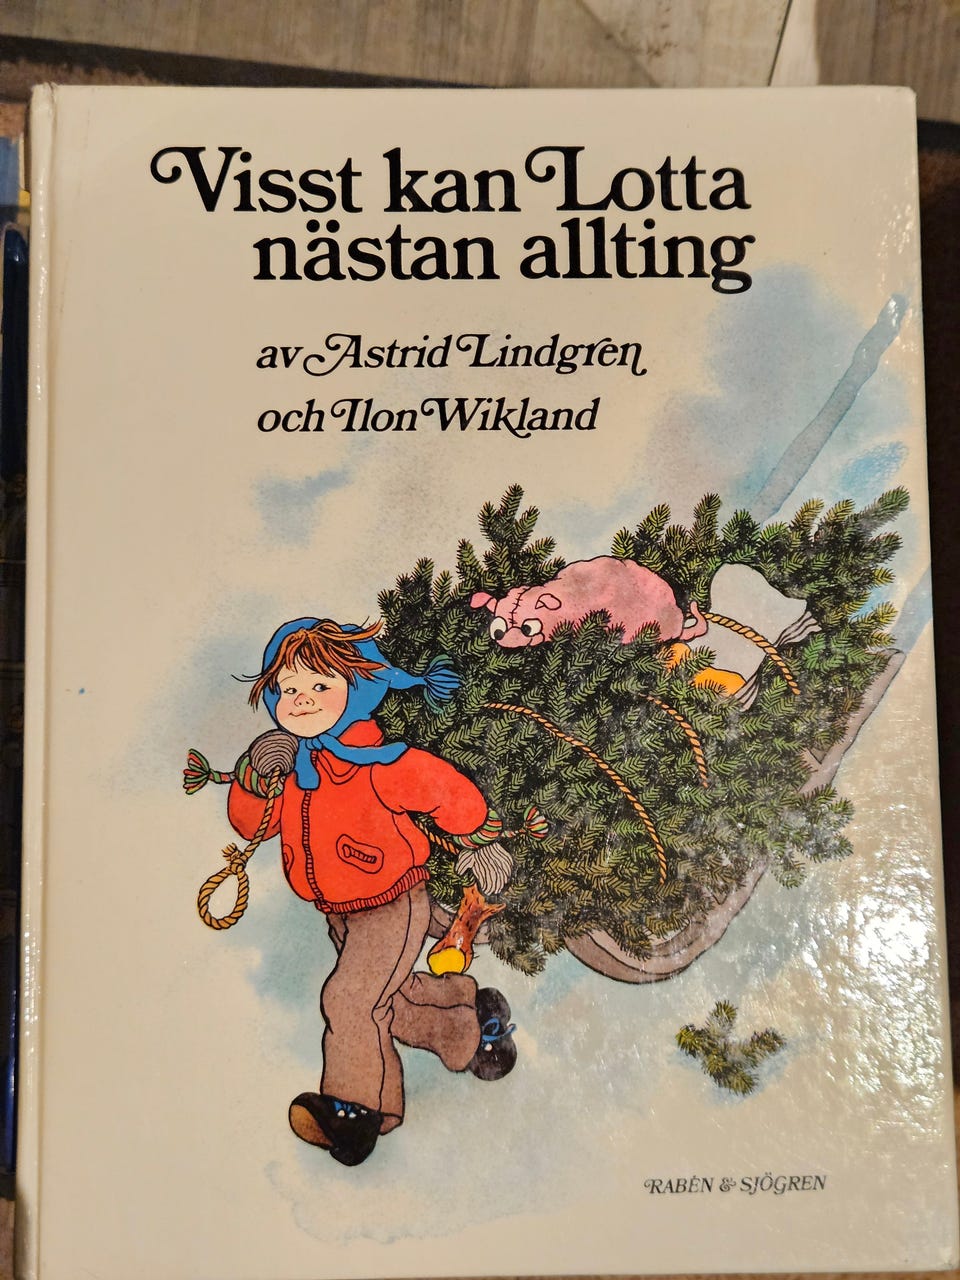 Visst kan Lotta
nästan allting
av Astrid Lindgren
och Ilon Wikland
RABÉN & SJÖGREN